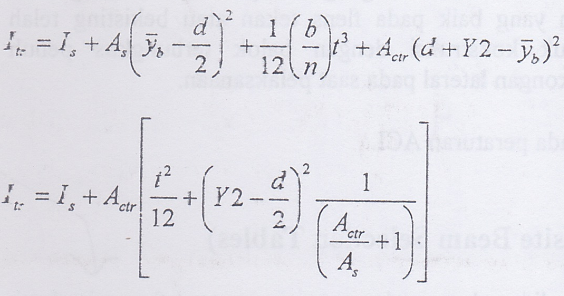 I_tr = I_s + A_s(ȳ_b − d/2)² + 1/12(b/n)t³ + A_ctr(d + Y2 − ȳ_b)²
I_tr = I_s + A_ctr[t²/12 + (Y2 − d/2)² 1/(A_ctr/A_s + 1)]